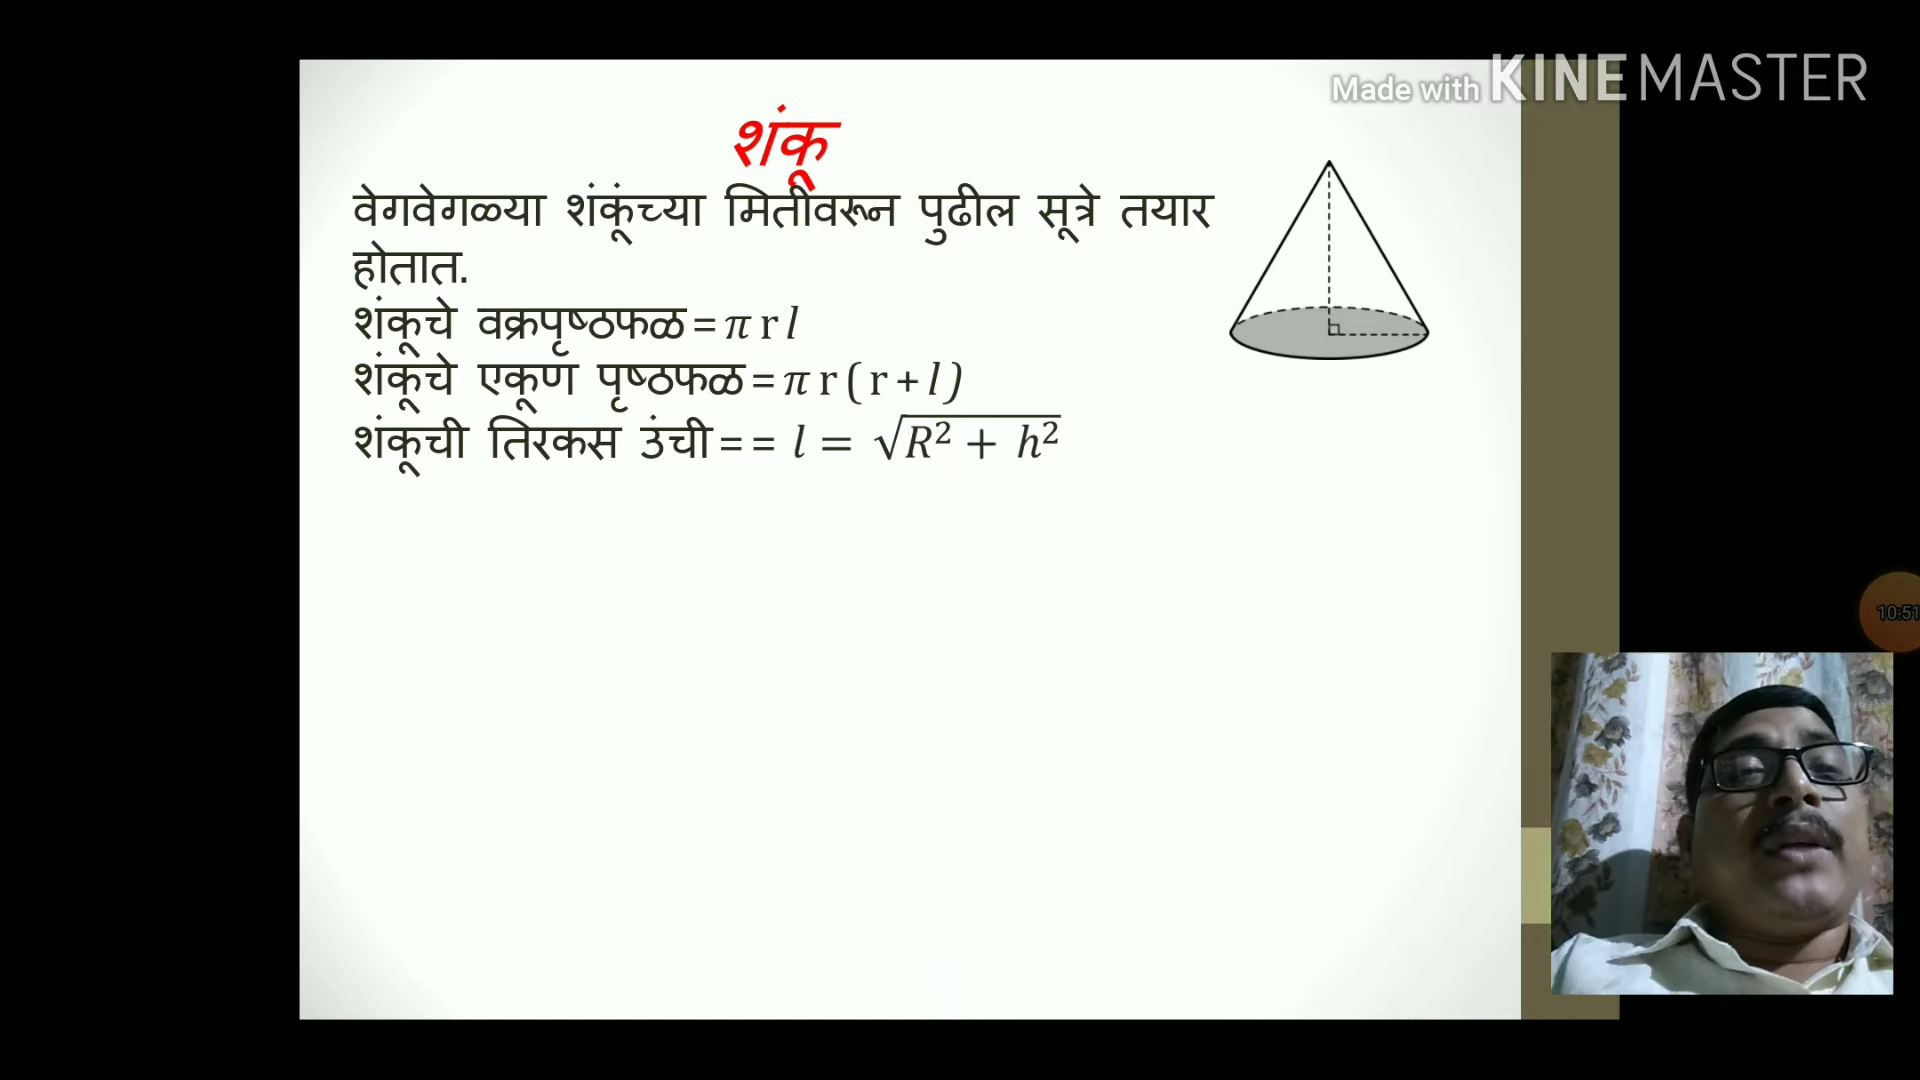 Made with KINEMASTER
शंकू
वेगवेगळ्या शंकूंच्या मितीवरून पुढील सूत्रे तयार
होतात.
शंकूचे वक्रपृष्ठफळ=π r l
शंकूचे एकूण पृष्ठफळ=π r ( r + l )
शंकूची तिरकस उंची== l = √R² + h²
10:51